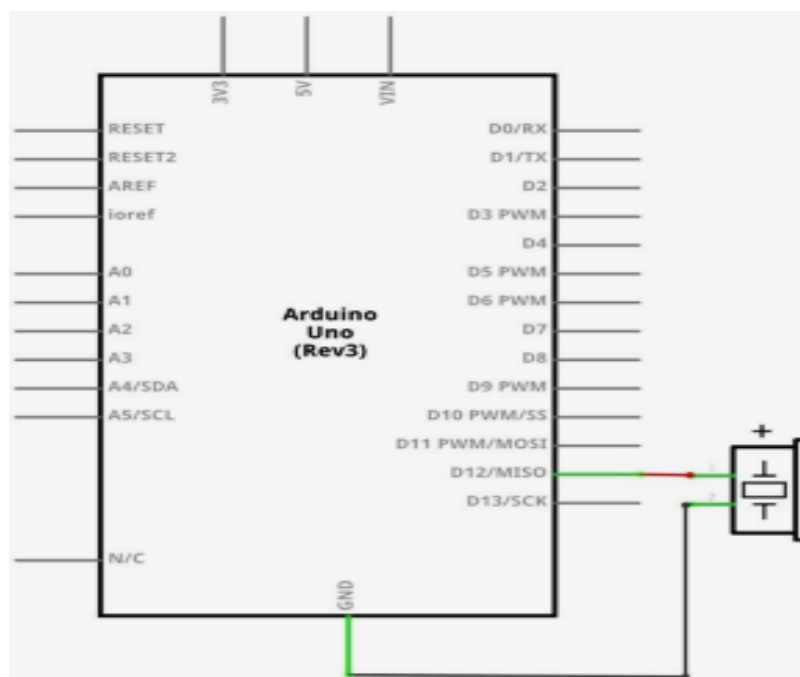 3V3
5V
VIN
RESET
RESET2
AREF
ioref
A0
A1
A2
A3
A4/SDA
A5/SCL
N/C
Arduino
Uno
(Rev3)
D0/RX
D1/TX
D2
D3 PWM
D4
D5 PWM
D6 PWM
D7
D8
D9 PWM
D10 PWM/SS
D11 PWM/MOSI
D12/MISO
D13/SCK
GND
+
1
2